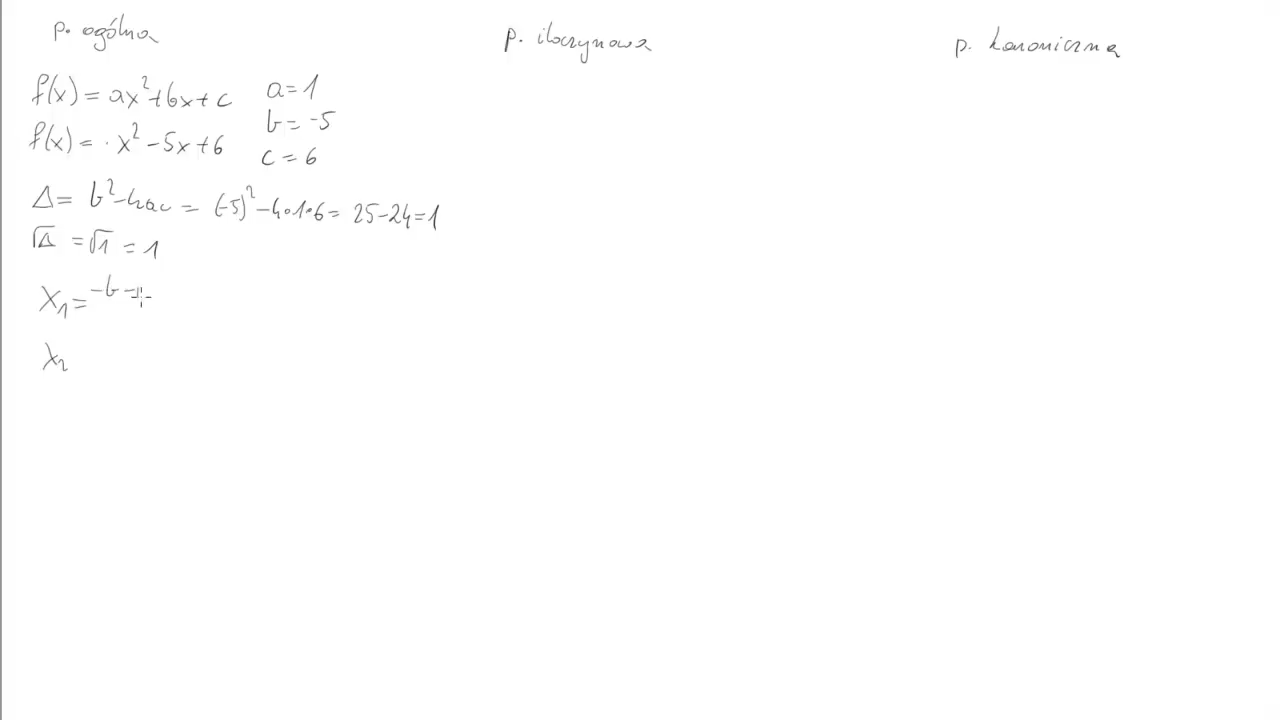 p. ogólna
p. iloczynowa
p. kanoniczna
f(x) = ax²+bx+c
a=1
f(x) = x²-5x+6
b=-5
c=6
Δ= b²-4ac = (-5)²-4•1•6= 25-24=1
√Δ =√1 =1
x₁= -b-
x₂